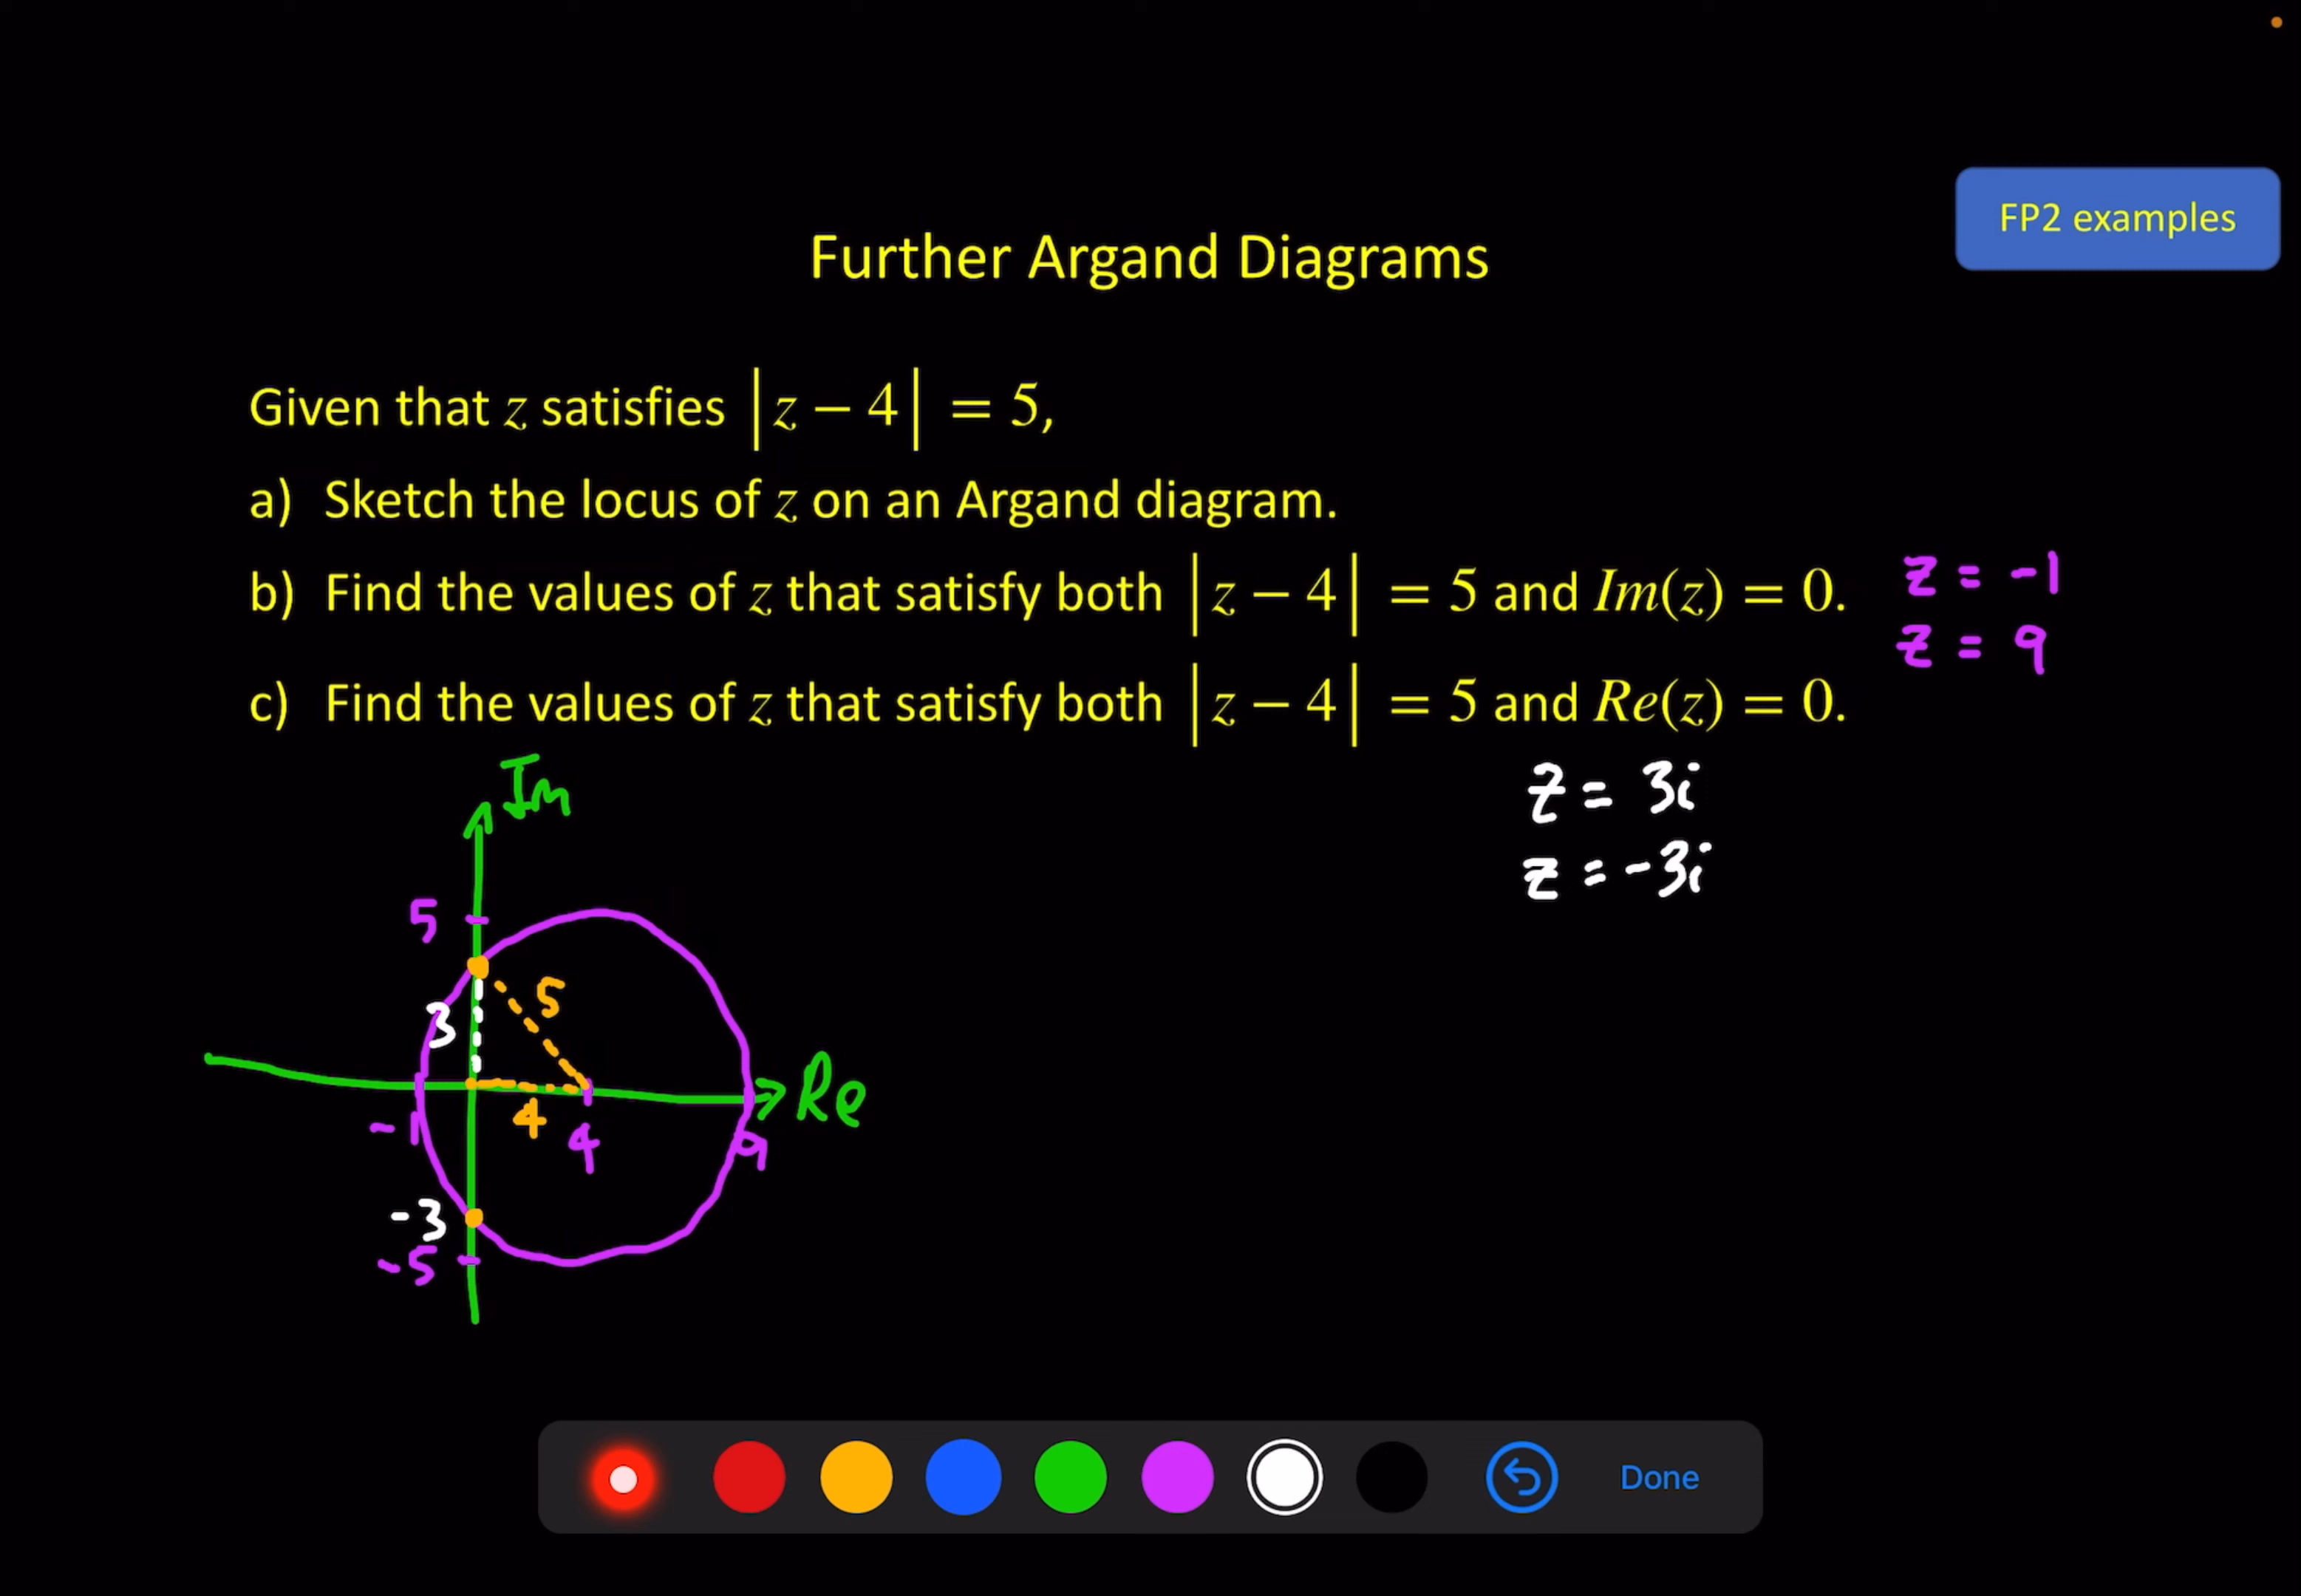 FP2 examples
Further Argand Diagrams
Given that z satisfies |z − 4| = 5,
a) Sketch the locus of z on an Argand diagram.
b) Find the values of z that satisfy both |z − 4| = 5 and Im(z) = 0.
z = -1
z = 9
c) Find the values of z that satisfy both |z − 4| = 5 and Re(z) = 0.
z = 3i
z = -3i
Im
5
5
3
Re
-1
4
4
9
-3
-5
Done